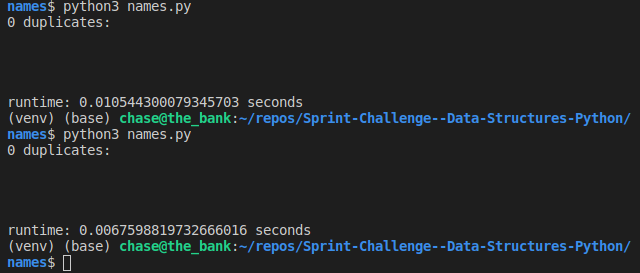 names$ python3 names.py
0 duplicates:
runtime: 0.010544300079345703 seconds
(venv) (base) chase@the_bank:~/repos/Sprint-Challenge--Data-Structures-Python/
names$ python3 names.py
0 duplicates:
runtime: 0.0067598819732666016 seconds
(venv) (base) chase@the_bank:~/repos/Sprint-Challenge--Data-Structures-Python/
names$